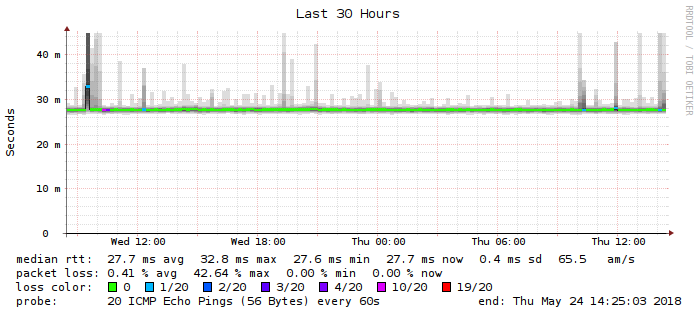 Last 30 Hours
RRDTOOL / TOBI OETIKER
Seconds
40 m
30 m
20 m
10 m
0
Wed 12:00 Wed 18:00 Thu 00:00 Thu 06:00 Thu 12:00
median rtt: 27.7 ms avg 32.8 ms max 27.6 ms min 27.7 ms now 0.4 ms sd 65.5 am/s
packet loss: 0.41 % avg 42.64 % max 0.00 % min 0.00 % now
loss color: 0 1/20 2/20 3/20 4/20 10/20 19/20
probe: 20 ICMP Echo Pings (56 Bytes) every 60s end: Thu May 24 14:25:03 2018